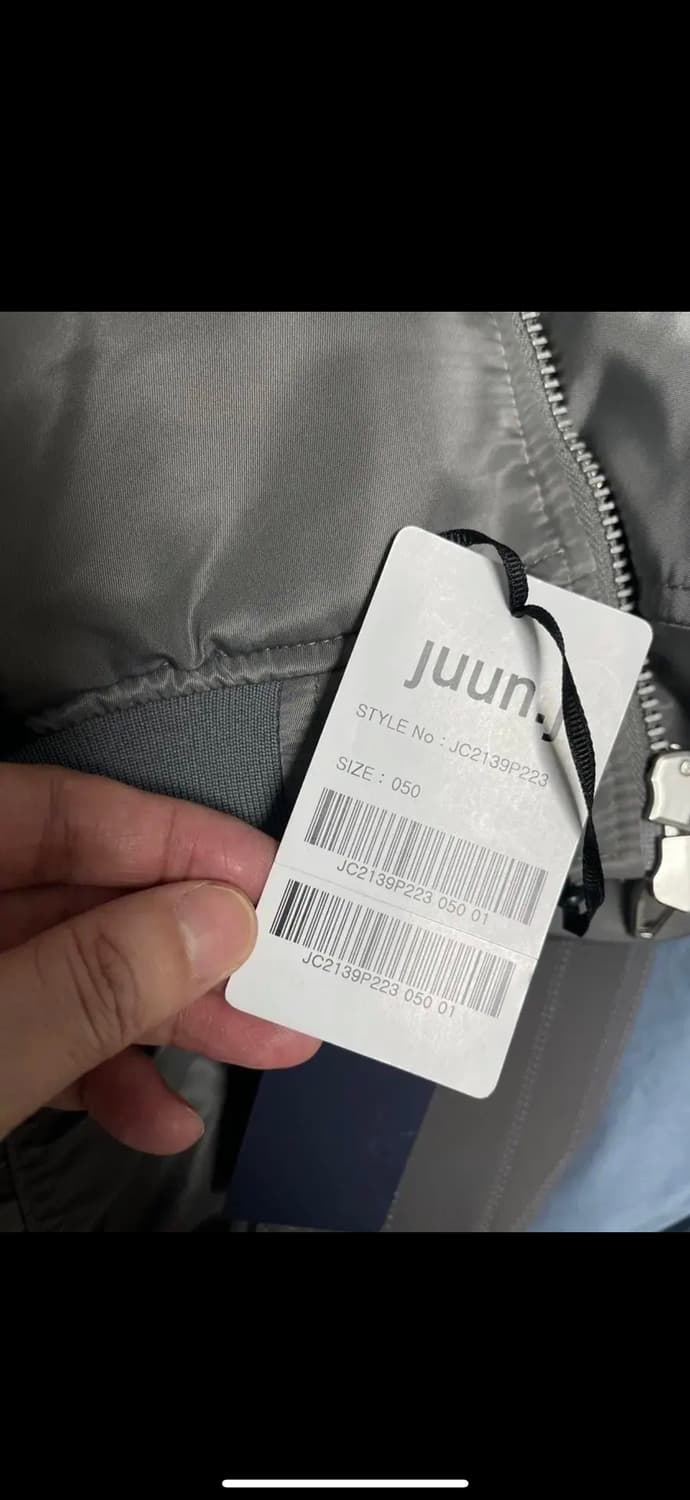 juun.j
STYLE No : JC2139P223
SIZE : 050
JC2139P223 050 01
JC2139P223 050 01